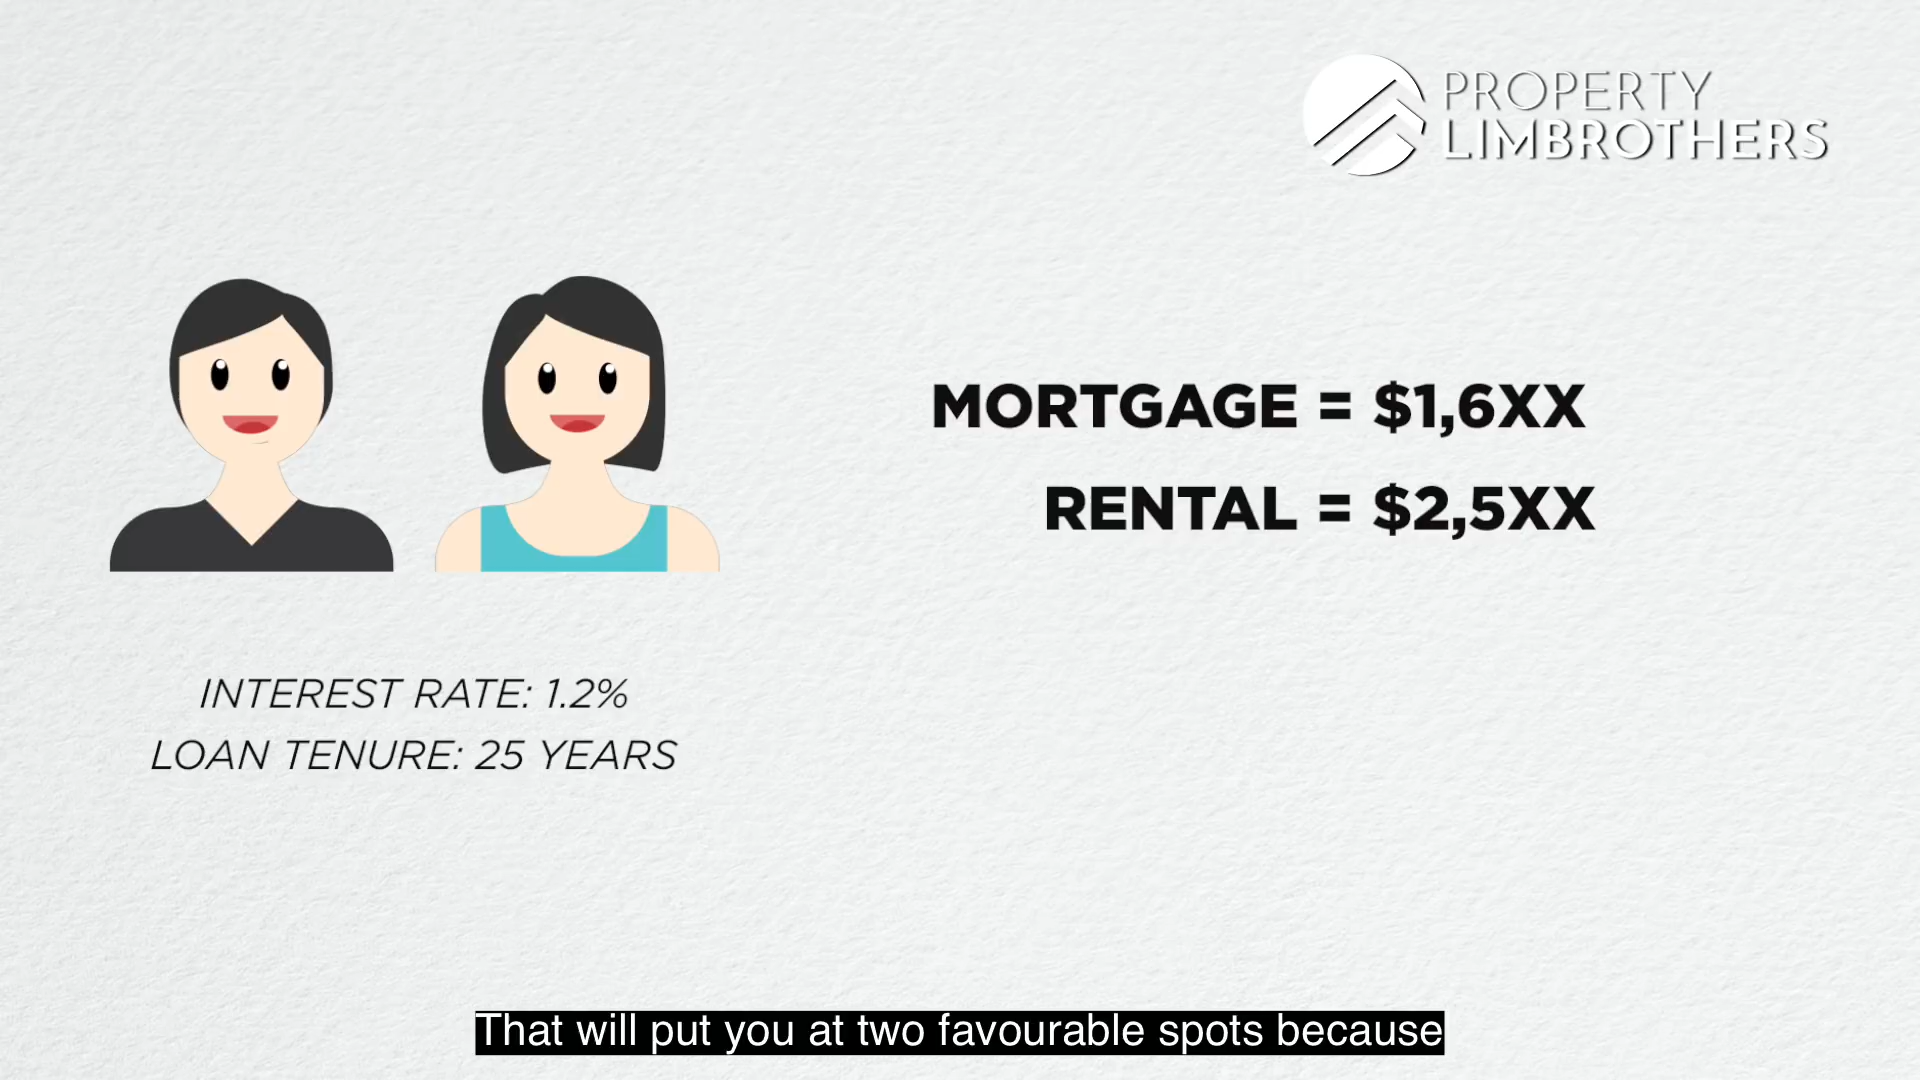 PROPERTY
LIMBROTHERS
MORTGAGE = $1,6XX
RENTAL = $2,5XX
INTEREST RATE: 1.2%
LOAN TENURE: 25 YEARS
That will put you at two favourable spots because